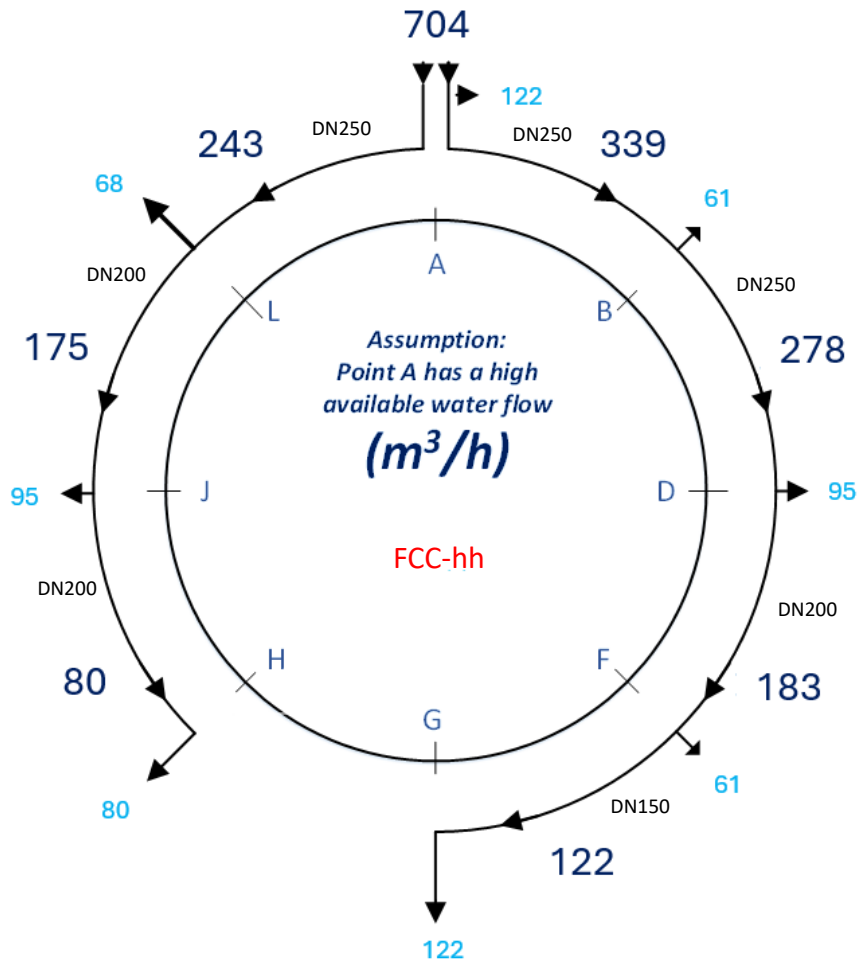 704
122
DN250
DN250
243
339
68
61
A
DN200
DN250
L
B
Assumption:
Point A has a high
available water flow
(m³/h)
175
278
95
J
D
95
FCC-hh
DN200
DN200
H
F
80
183
G
61
80
DN150
122
122